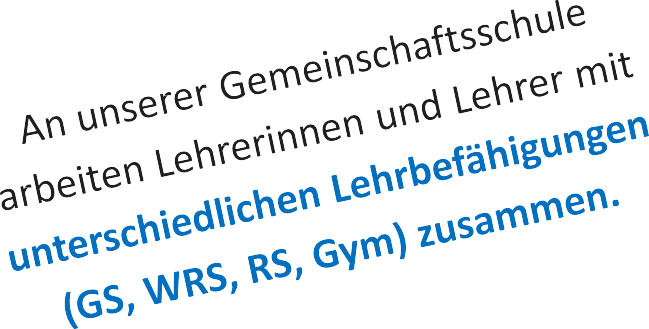 An unserer Gemeinschaftsschule
arbeiten Lehrerinnen und Lehrer mit
unterschiedlichen Lehrbefähigungen
(GS, WRS, RS, Gym) zusammen.